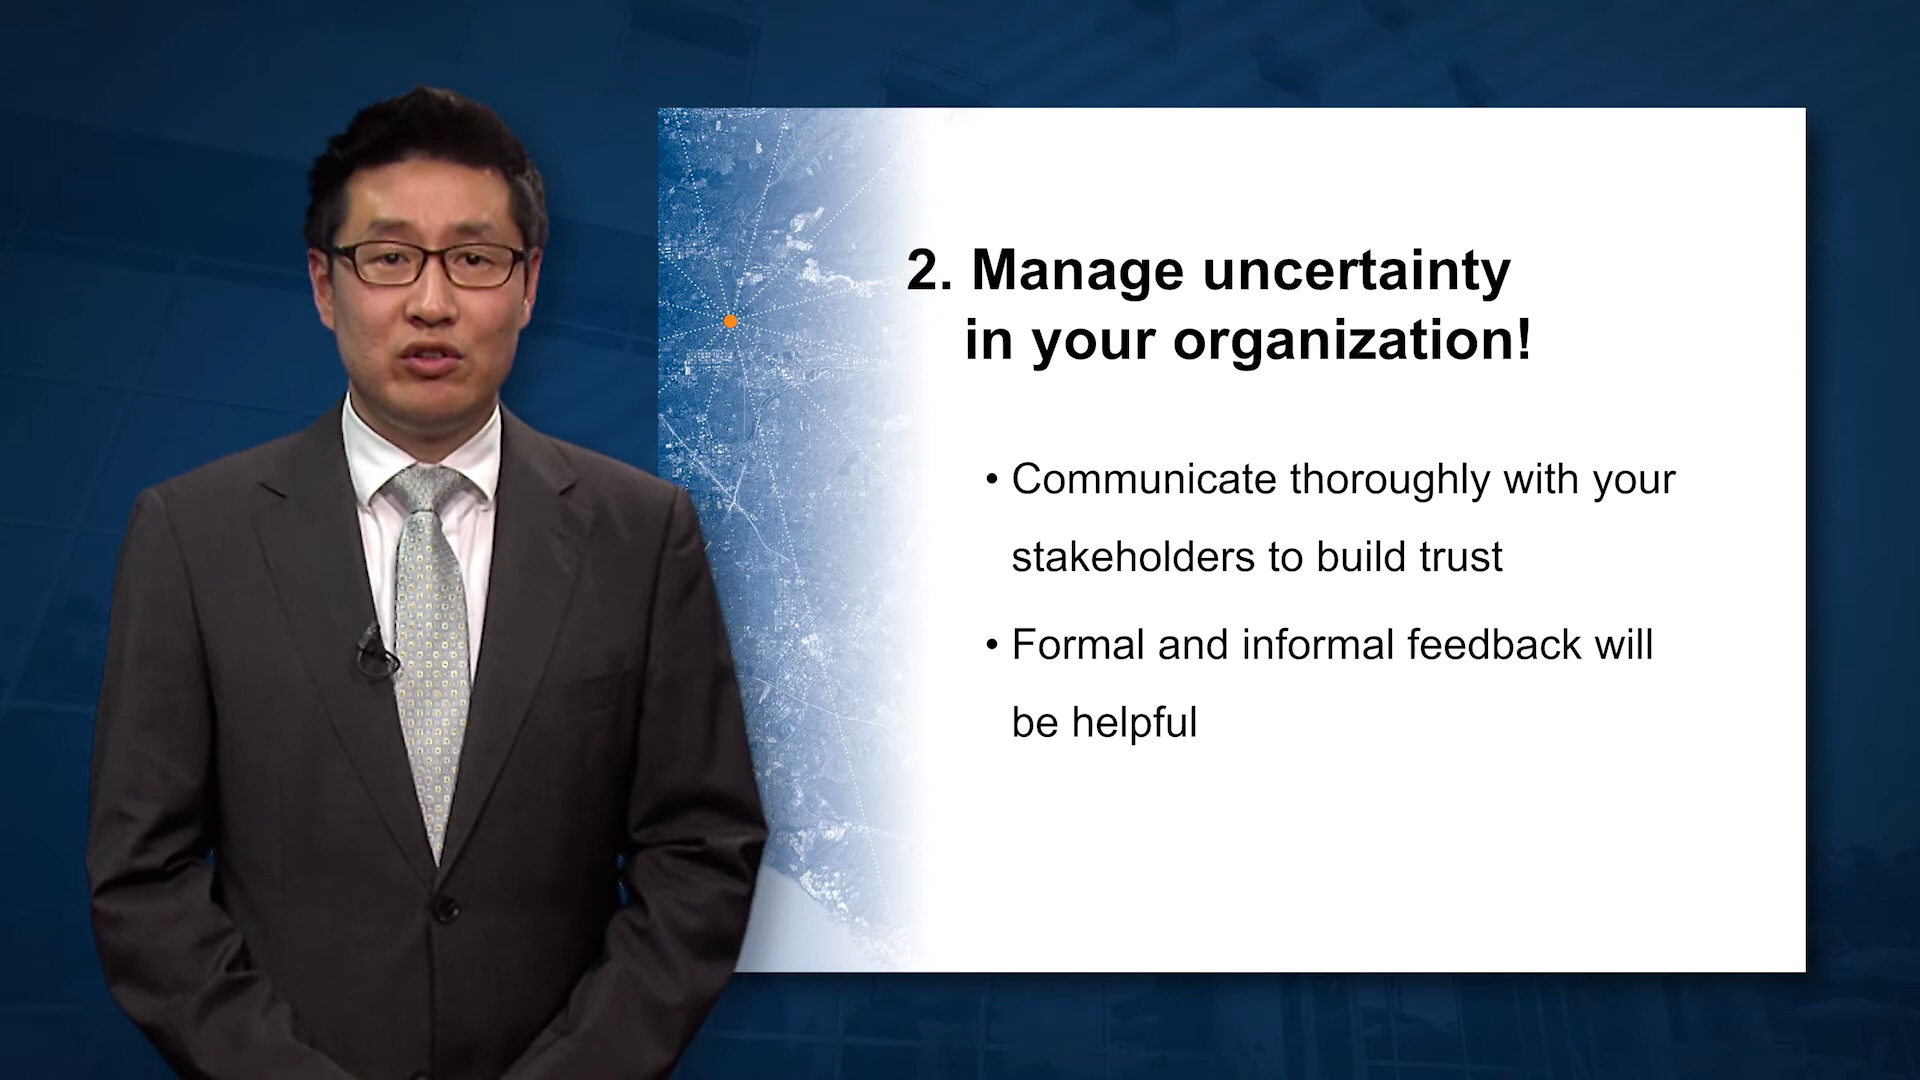 2. Manage uncertainty
in your organization!
• Communicate thoroughly with your
stakeholders to build trust
• Formal and informal feedback will
be helpful